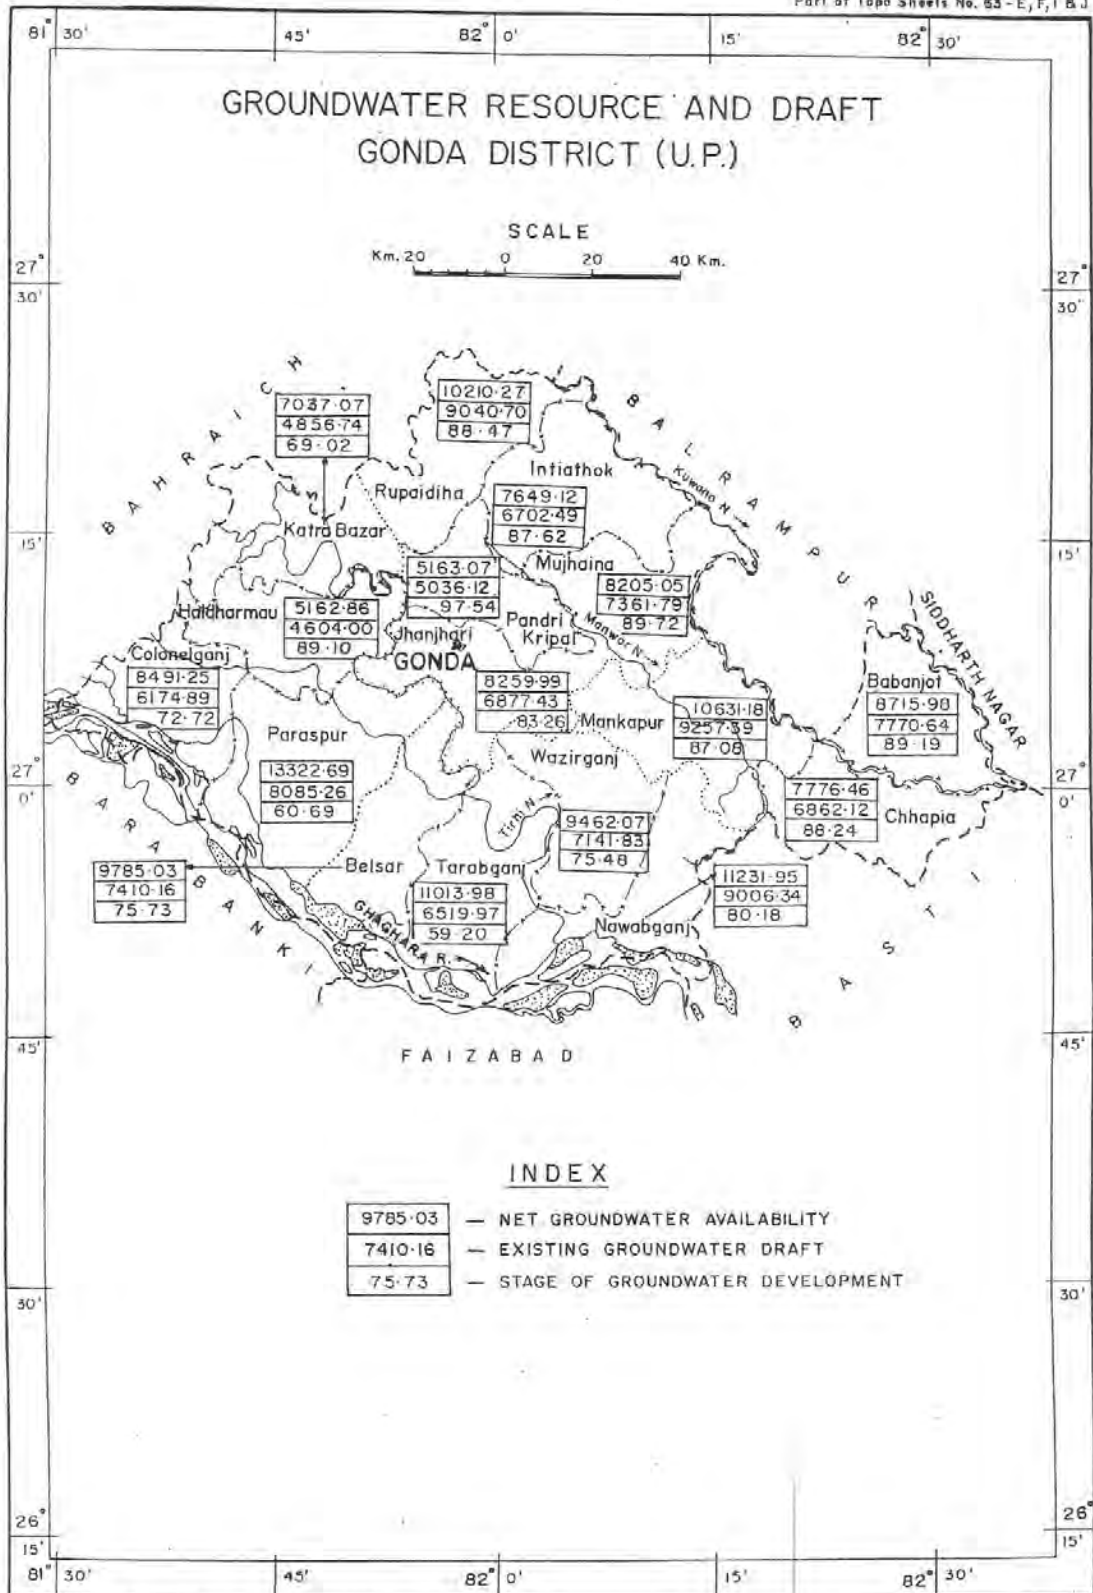 Part of Topo Sheets No. 63-E, F, I & J
81° 30' 45' 82° 0' 15' 82° 30'
GROUNDWATER RESOURCE AND DRAFT
GONDA DISTRICT (U.P.)
SCALE
Km. 20 0 20 40 Km.
27° 30'
27° 30'
BAHRAICH
BALRAMPUR
7037.07
4856.74
69.02
10210.27
9040.70
88.47
Intiathok
Kuwano N
Rupaidiha
7649.12
6702.49
87.62
Katra Bazar
15'
15'
5163.07
5036.12
97.54
Mujhaina
8205.05
7361.79
89.72
SIDDHARTH NAGAR
Haldharmau
5162.86
4604.00
89.10
Jhanjhari
Pandri
Kripal
Manwor N
GONDA
Colonelganj
8491.25
6174.89
72.72
8259.99
6877.43
83.26
Babanjot
8715.98
7770.64
89.19
Mankapur
10631.18
9257.39
87.08
Paraspur
Wazirganj
13322.69
8085.26
60.69
27° 0'
27° 0'
BARABANKI
7776.46
6862.12
88.24
Chhapia
Tirhi N
9462.07
7141.83
75.48
9785.03
7410.16
75.73
Belsar
Tarabganj
11013.98
6519.97
59.20
11231.95
9006.34
80.18
GHAGHARA R.
Nawabganj
BASTI
45'
45'
FAIZABAD
INDEX
9785.03 — NET GROUNDWATER AVAILABILITY
7410.16 — EXISTING GROUNDWATER DRAFT
75.73 — STAGE OF GROUNDWATER DEVELOPMENT
30'
30'
26° 15'
26° 15'
81° 30' 45' 82° 0' 15' 82° 30'